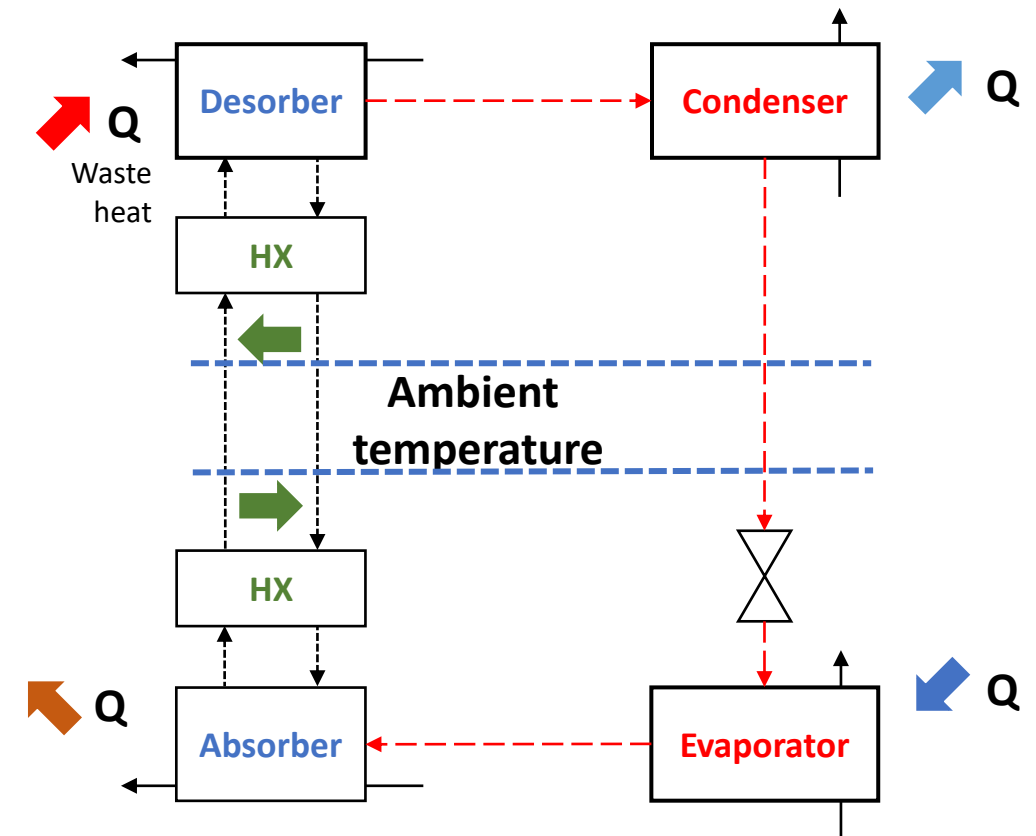 Desorber
Condenser
Q
Q
Waste
heat
HX
Ambient
temperature
HX
Q
Q
Absorber
Evaporator